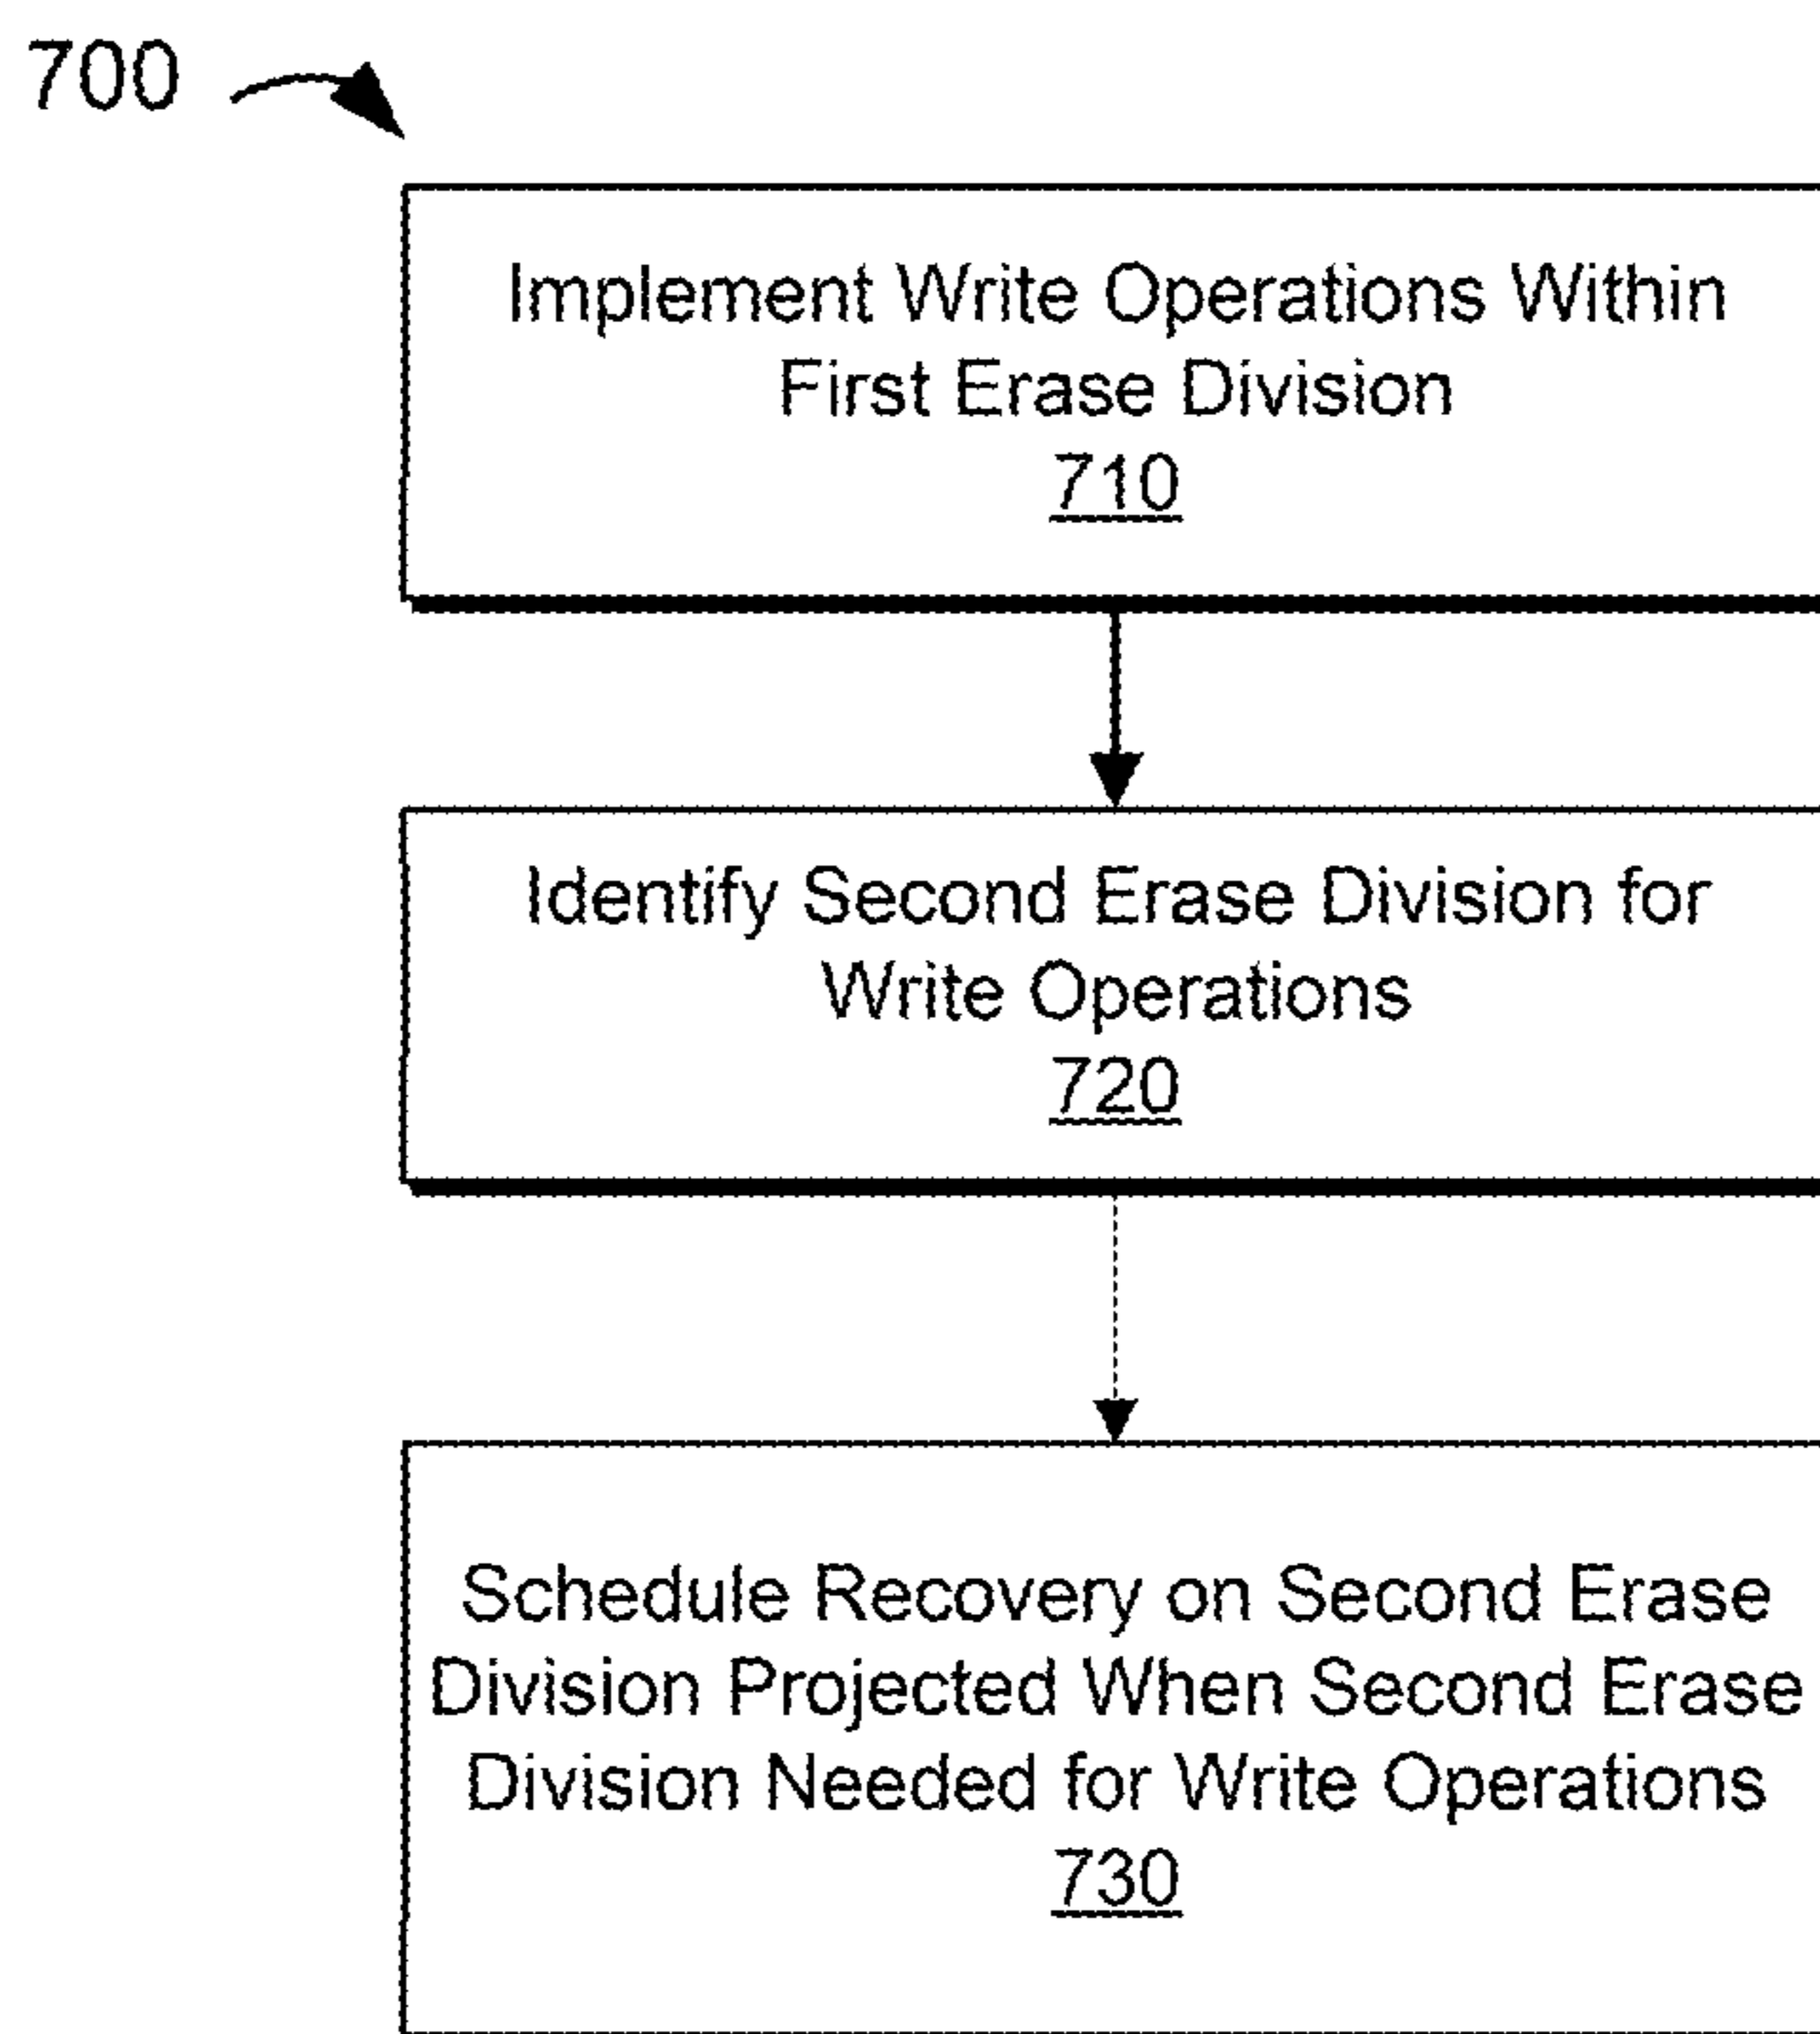 700
Implement Write Operations Within
First Erase Division
710
Identify Second Erase Division for
Write Operations
720
Schedule Recovery on Second Erase
Division Projected When Second Erase
Division Needed for Write Operations
730